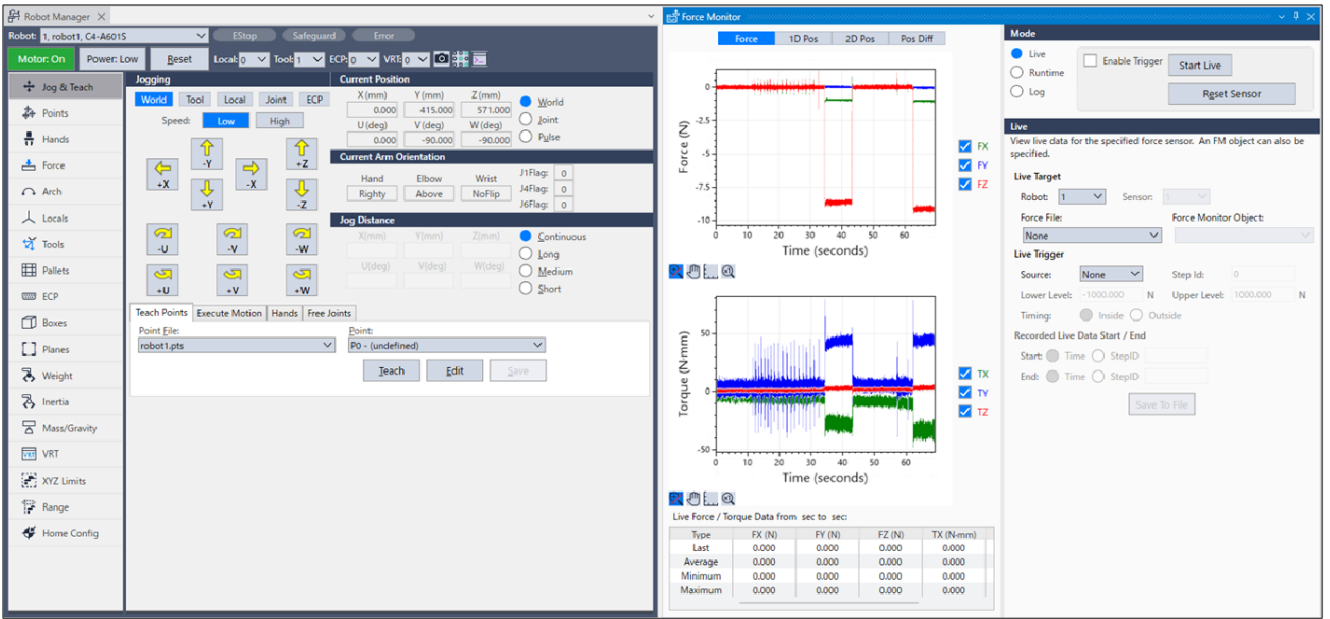 Robot Manager
Robot: 1, robot1, C4-A601S EStop Safeguard Error
Motor: On Power: Low Reset Local: 0 Tool: 1 ECP: 0 VRT: 0
Jog & Teach
Points
Hands
Force
Arch
Locals
Tools
Pallets
ECP
Boxes
Planes
Weight
Inertia
Mass/Gravity
VRT
XYZ Limits
Range
Home Config
Jogging
World Tool Local Joint ECP
Speed: Low High
-Y +Z
+X -X
+Y -Z
-U -V -W
+U +V +W
Current Position
X (mm) Y (mm) Z (mm)
0.000 -415.000 571.000
U (deg) V (deg) W (deg)
0.000 -90.000 -90.000
World
Joint
Pulse
Current Arm Orientation
Hand Elbow Wrist
Righty Above NoFlip
J1Flag: 0
J4Flag: 0
J6Flag: 0
Jog Distance
X(mm) Y(mm) Z(mm)
U(deg) V(deg) W(deg)
Continuous
Long
Medium
Short
Teach Points Execute Motion Hands Free Joints
Point File: Point:
robot1.pts P0 - (undefined)
Teach Edit Save
Force Monitor
Force 1D Pos 2D Pos Pos Diff
Force (N)
0
-2.5
-5
-7.5
-10
0 10 20 30 40 50 60
Time (seconds)
FX
FY
FZ
Torque (N·mm)
50
0
-50
0 10 20 30 40 50 60
Time (seconds)
TX
TY
TZ
Live Force / Torque Data from sec to sec:
Type FX (N) FY (N) FZ (N) TX (N·mm)
Last 0.000 0.000 0.000 0.000
Average 0.000 0.000 0.000 0.000
Minimum 0.000 0.000 0.000 0.000
Maximum 0.000 0.000 0.000 0.000
Mode
Live
Runtime
Log
Enable Trigger Start Live
Reset Sensor
Live
View live data for the specified force sensor. An FM object can also be
specified.
Live Target
Robot: 1 Sensor: 1
Force File: Force Monitor Object:
None
Live Trigger
Source: None Step Id: 0
Lower Level: -1000.000 N Upper Level: 1000.000 N
Timing: Inside Outside
Recorded Live Data Start / End
Start: Time StepID
End: Time StepID
Save To File